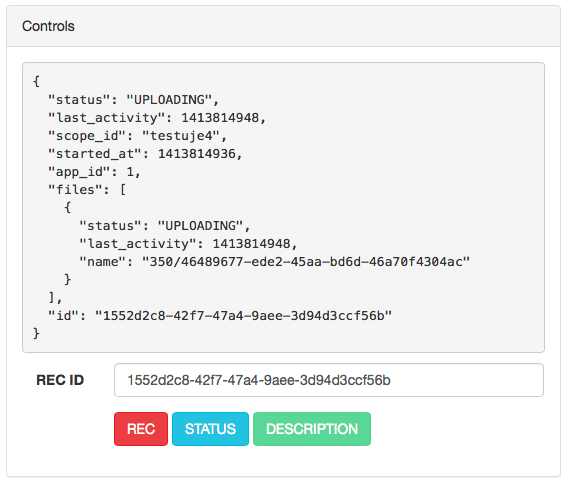 Controls
{
  "status": "UPLOADING",
  "last_activity": 1413814948,
  "scope_id": "testuje4",
  "started_at": 1413814936,
  "app_id": 1,
  "files": [
    {
      "status": "UPLOADING",
      "last_activity": 1413814948,
      "name": "350/46489677-ede2-45aa-bd6d-46a70f4304ac"
    }
  ],
  "id": "1552d2c8-42f7-47a4-9aee-3d94d3ccf56b"
}
REC ID 1552d2c8-42f7-47a4-9aee-3d94d3ccf56b
REC STATUS DESCRIPTION